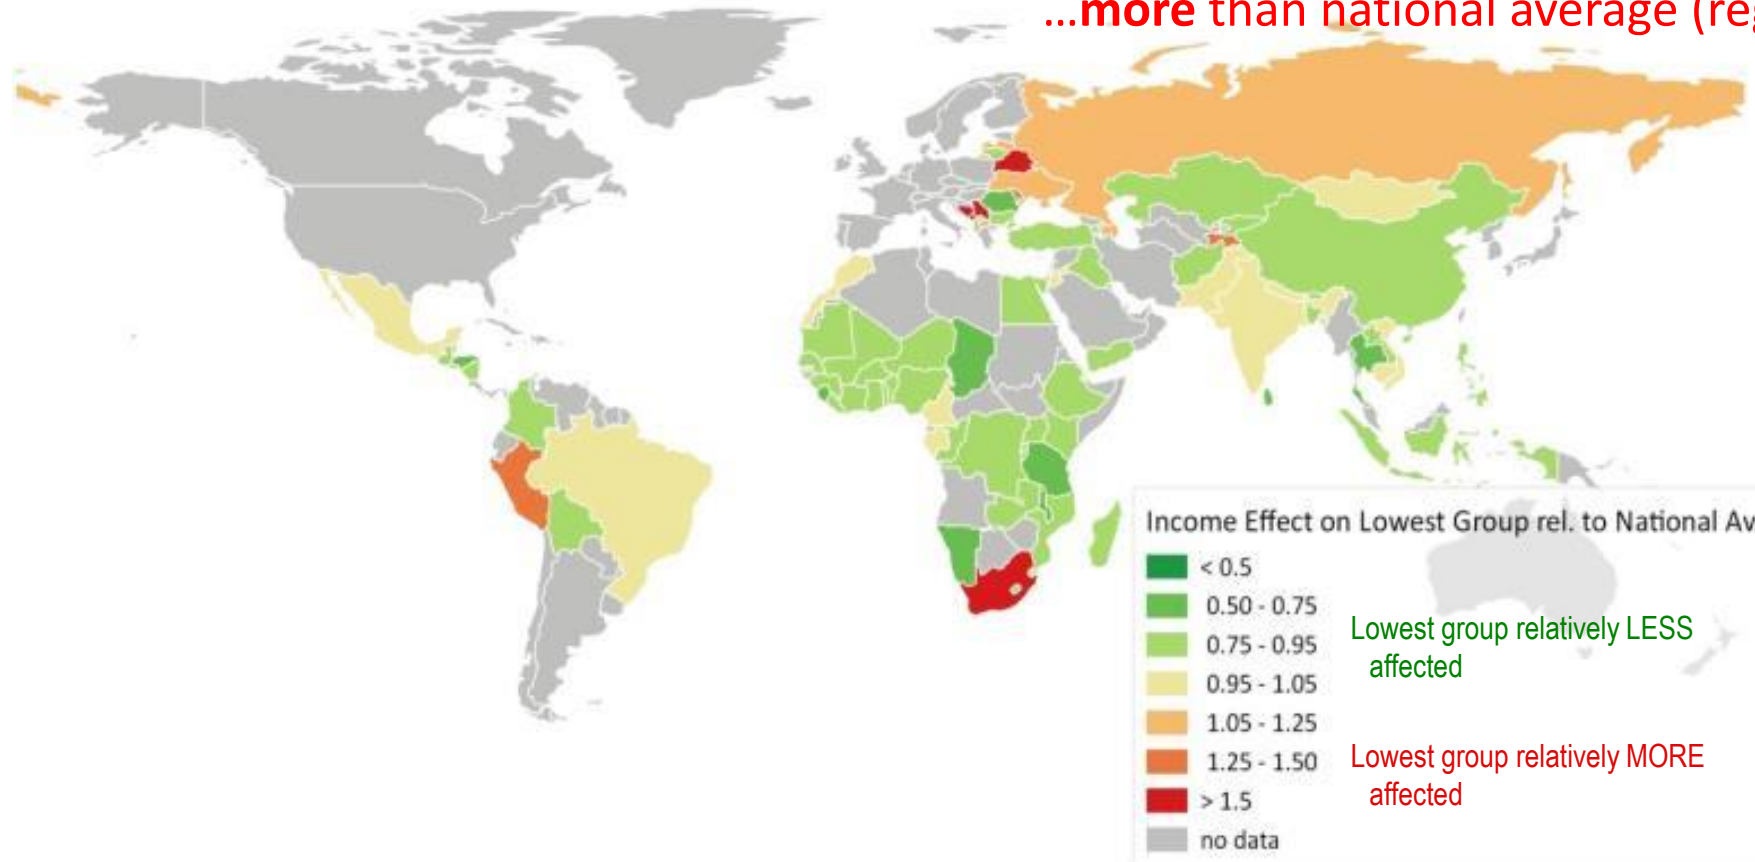 ...more than national average (reg
Income Effect on Lowest Group rel. to National Av
< 0.5
0.50 - 0.75
0.75 - 0.95
0.95 - 1.05
1.05 - 1.25
1.25 - 1.50
> 1.5
no data
Lowest group relatively LESS
affected
Lowest group relatively MORE
affected